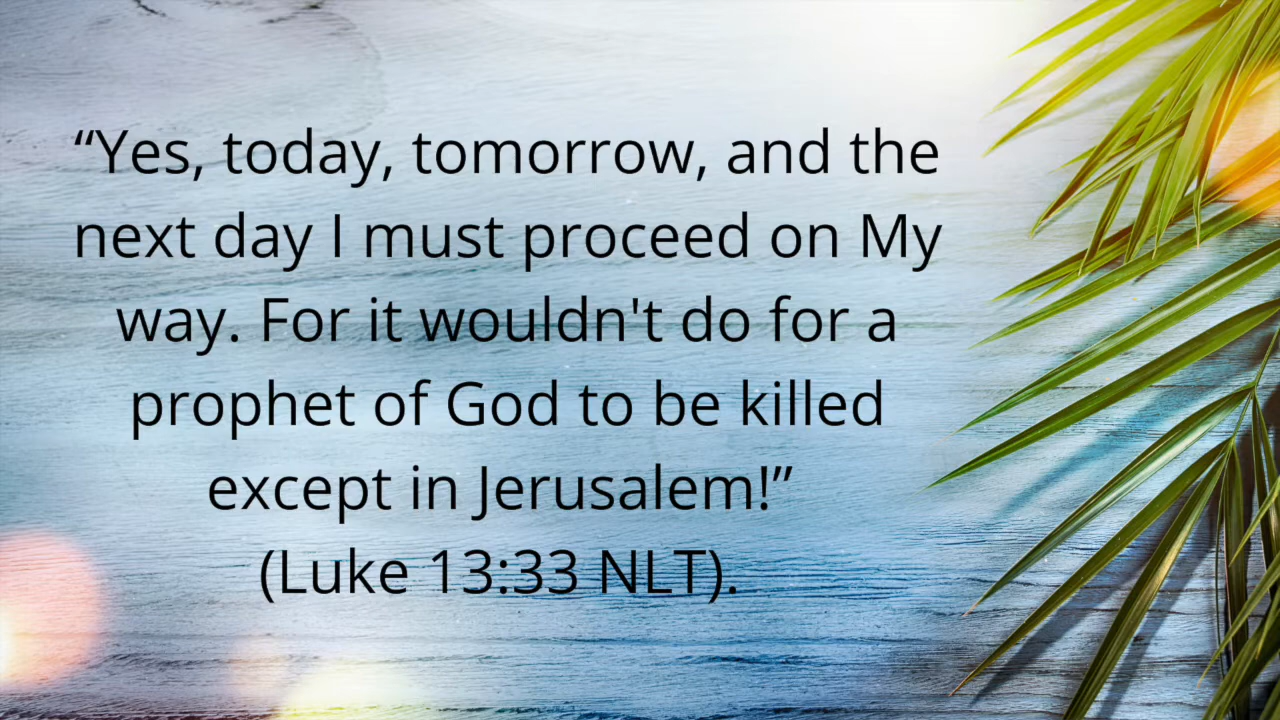 “Yes, today, tomorrow, and the
next day I must proceed on My
way. For it wouldn't do for a
prophet of God to be killed
except in Jerusalem!”
(Luke 13:33 NLT).